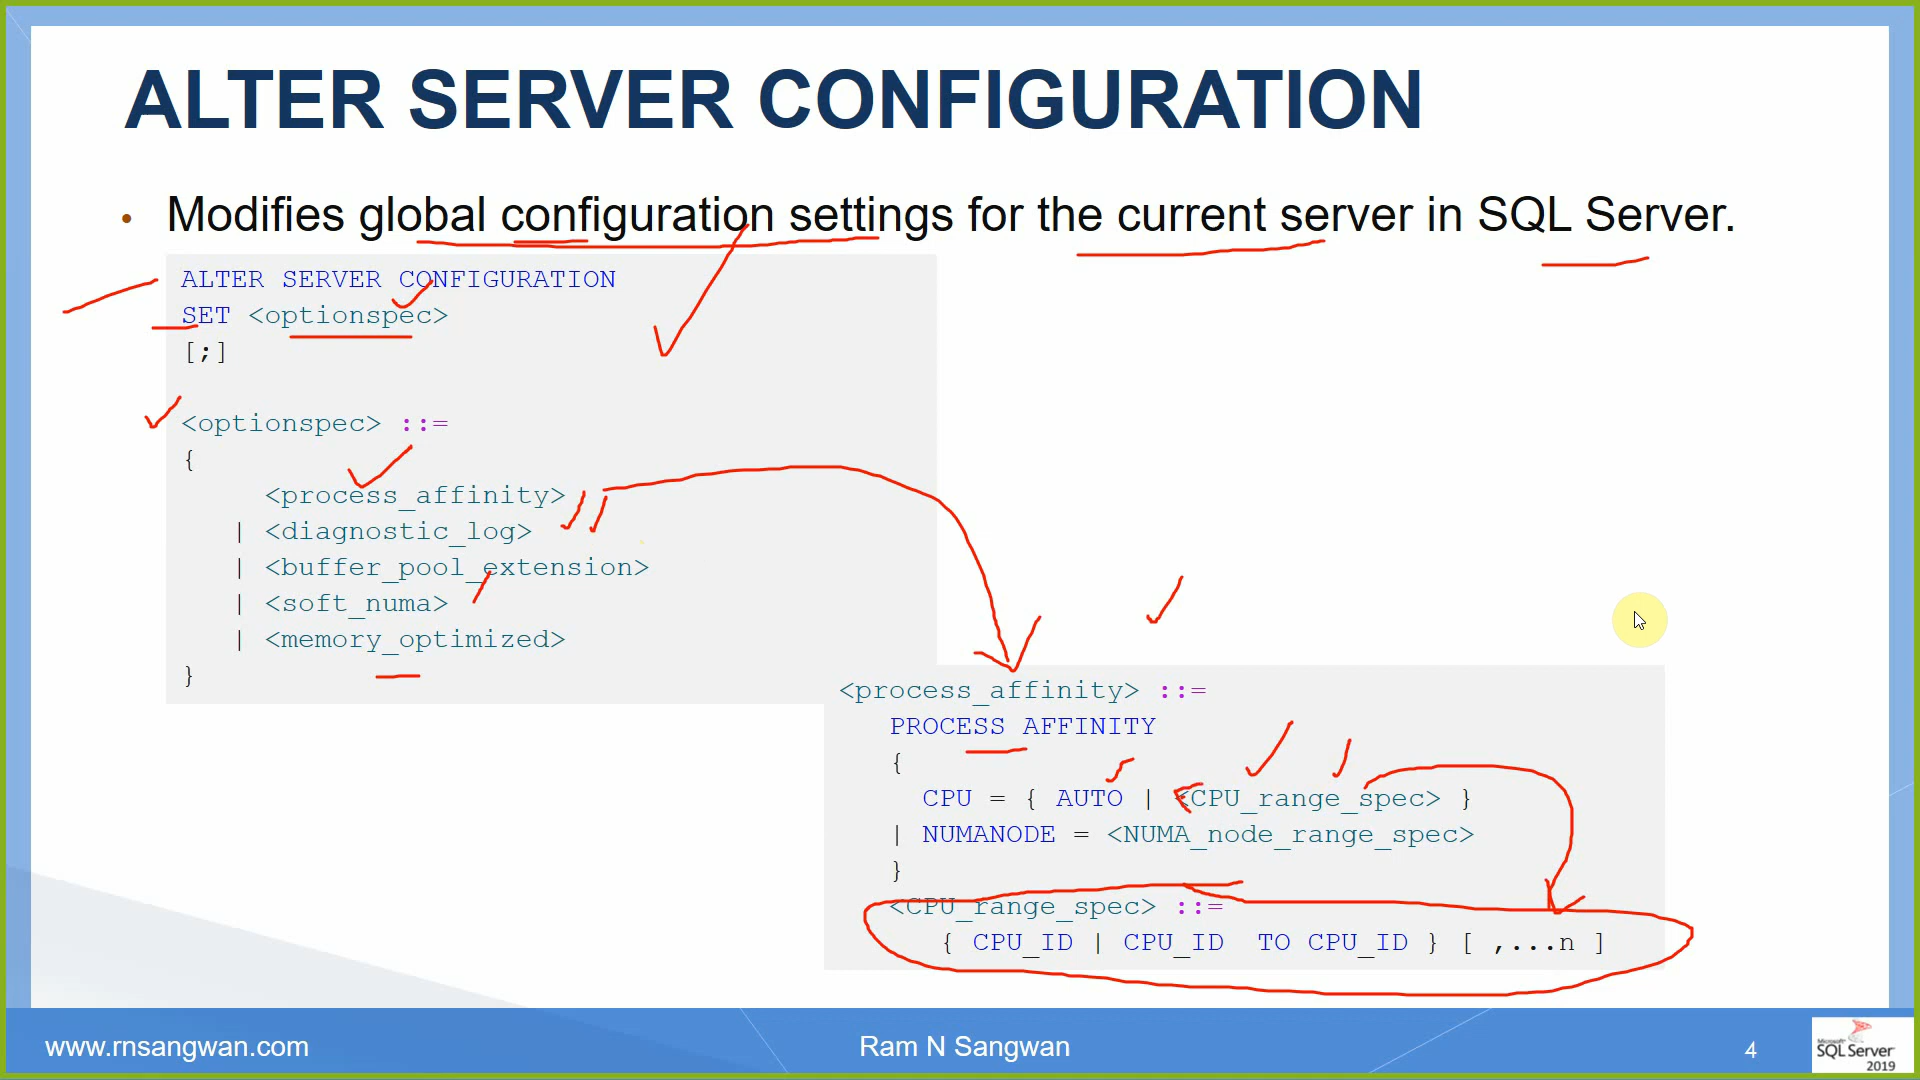 ALTER SERVER CONFIGURATION
• Modifies global configuration settings for the current server in SQL Server.
ALTER SERVER CONFIGURATION
SET <optionspec>
[;]
<optionspec> ::=
{
<process_affinity>
| <diagnostic_log>
| <buffer_pool_extension>
| <soft_numa>
| <memory_optimized>
}
<process_affinity> ::=
PROCESS AFFINITY
{
CPU = { AUTO | <CPU_range_spec> }
| NUMANODE = <NUMA_node_range_spec>
}
<CPU_range_spec> ::=
{ CPU_ID | CPU_ID TO CPU_ID } [ ,...n ]
www.rnsangwan.com
Ram N Sangwan
4
Microsoft
SQL Server
2019